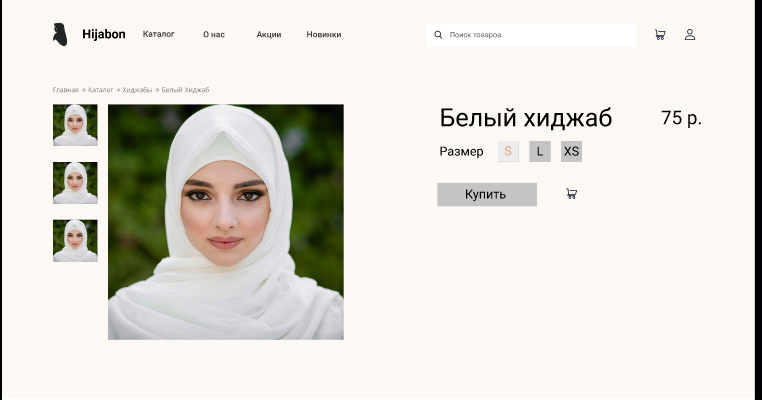 Hijabon Каталог О нас Акции Новинки Поиск товаров
Главная → Каталог → Хиджабы → Белый Хиджаб
Белый хиджаб 75 р.
Размер S L XS
Купить